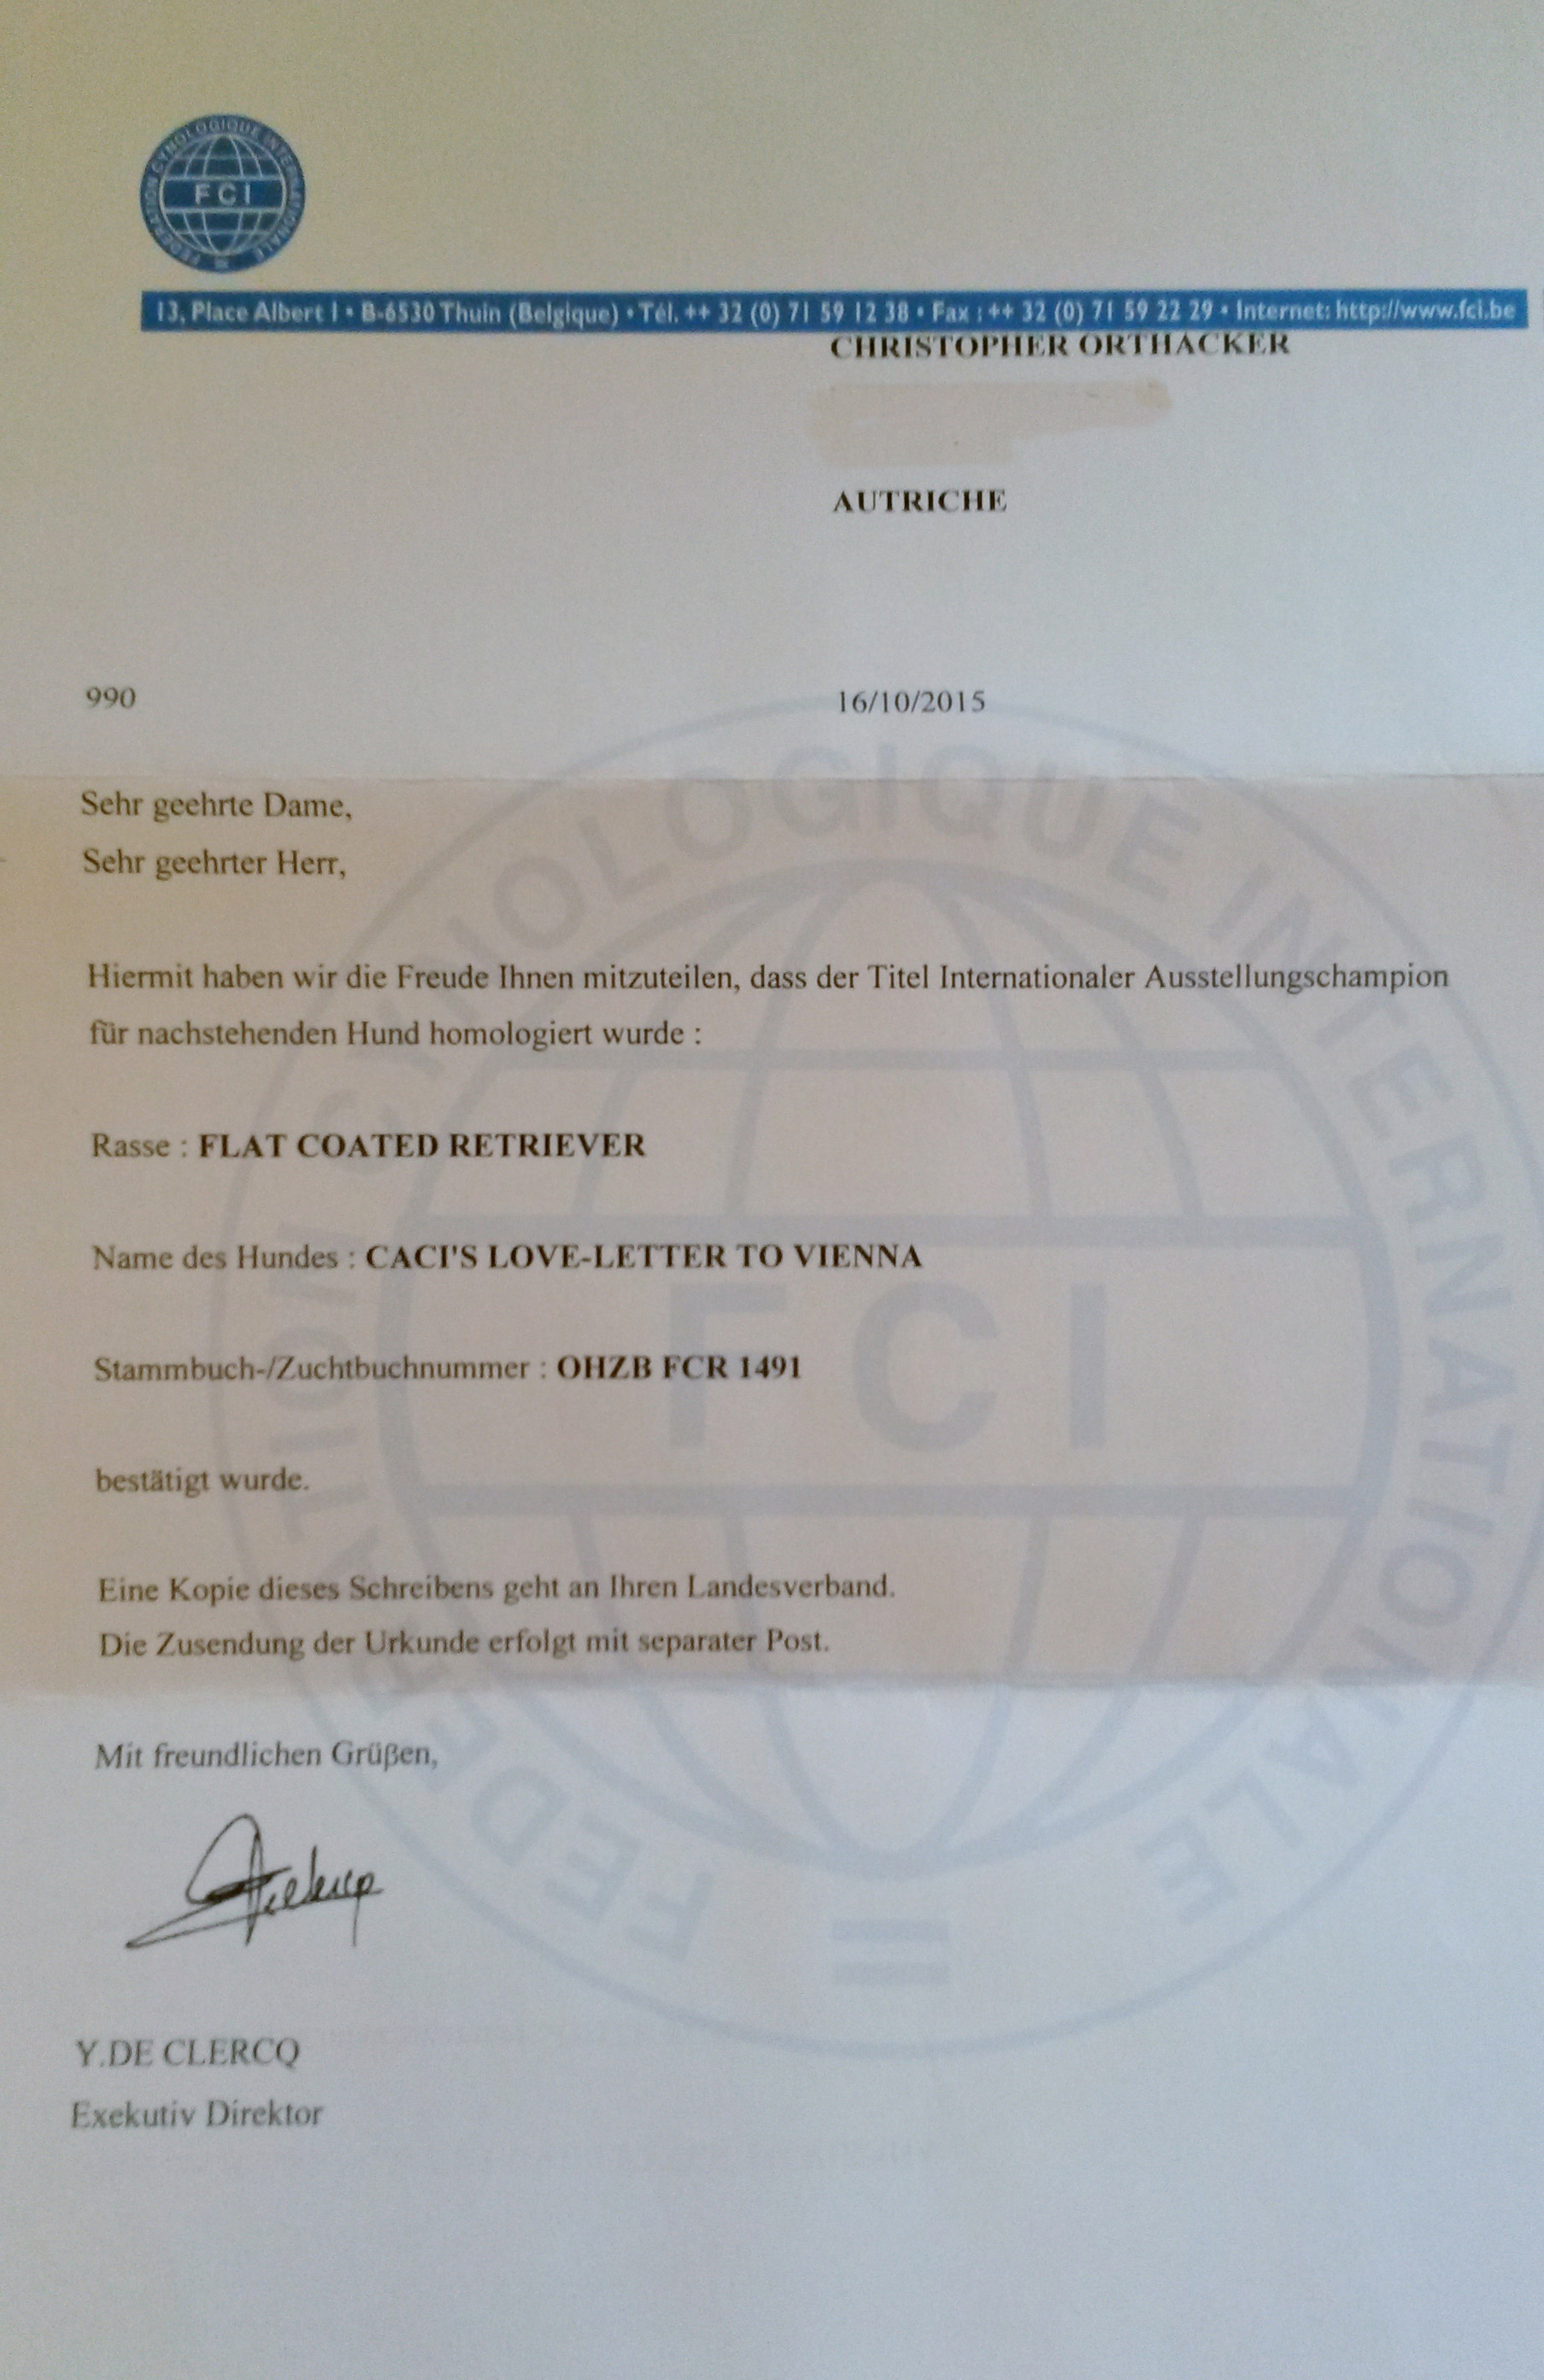 FEDERATION CYNOLOGIQUE INTERNATIONALE
FCI
13, Place Albert I • B-6530 Thuin (Belgique) • Tél. ++ 32 (0) 71 59 12 38 • Fax : ++ 32 (0) 71 59 22 29 • Internet: http://www.fci.be
CHRISTOPHER ORTHACKER
AUTRICHE
990
16/10/2015
Sehr geehrte Dame,
Sehr geehrter Herr,
Hiermit haben wir die Freude Ihnen mitzuteilen, dass der Titel Internationaler Ausstellungschampion
für nachstehenden Hund homologiert wurde :
Rasse : FLAT COATED RETRIEVER
Name des Hundes : CACI'S LOVE-LETTER TO VIENNA
Stammbuch-/Zuchtbuchnummer : OHZB FCR 1491
bestätigt wurde.
Eine Kopie dieses Schreibens geht an Ihren Landesverband.
Die Zusendung der Urkunde erfolgt mit separater Post.
Mit freundlichen Grüßen,
Y.DE CLERCQ
Exekutiv Direktor
FEDERATION CYNOLOGIQUE INTERNATIONALE
FCI